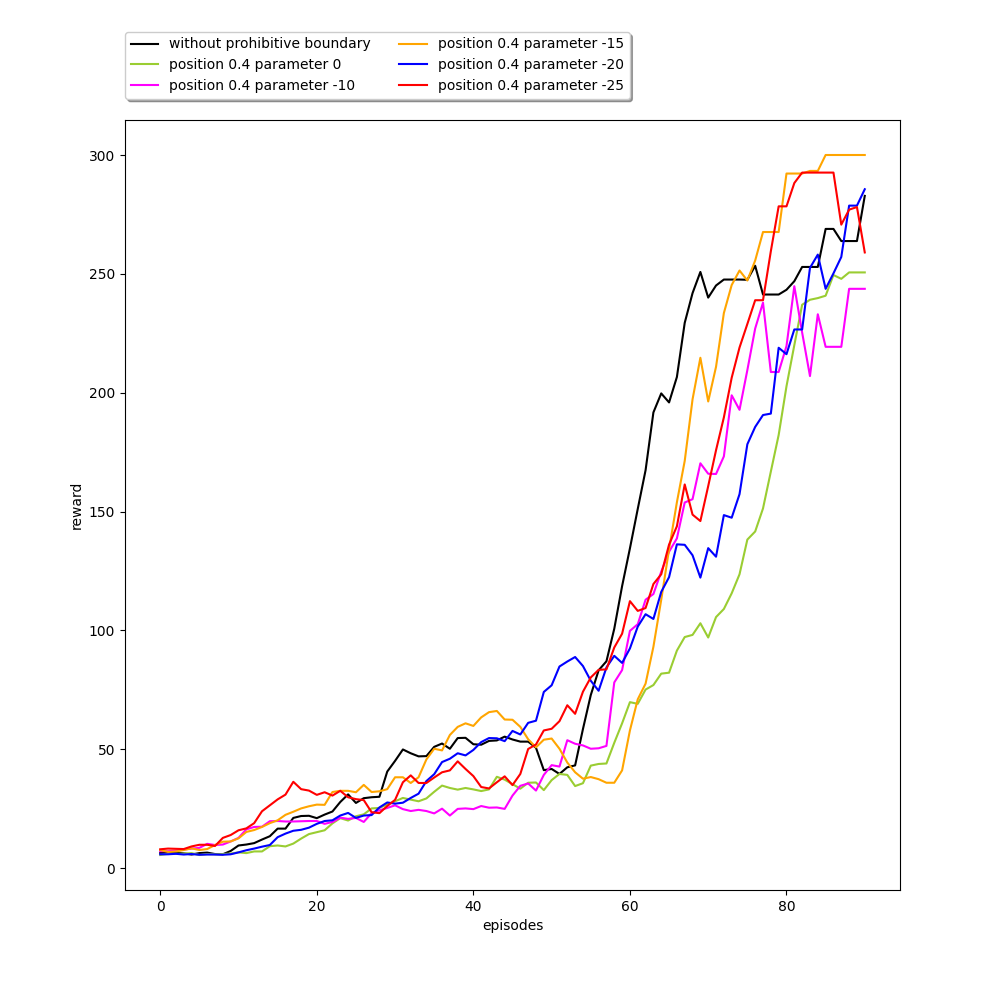 without prohibitive boundary
position 0.4 parameter 0
position 0.4 parameter -10
position 0.4 parameter -15
position 0.4 parameter -20
position 0.4 parameter -25
300
250
200
150
100
50
0
reward
0 20 40 60 80
episodes